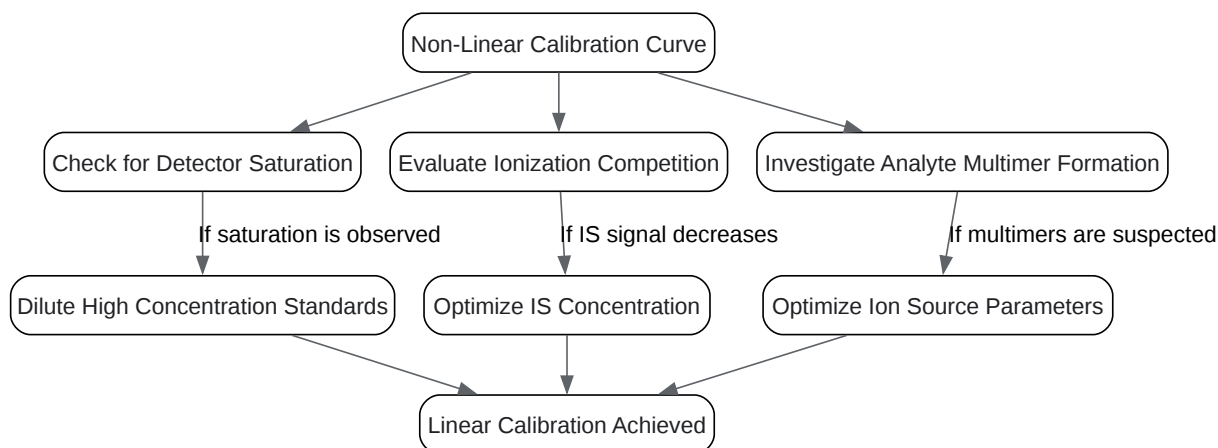 Non-Linear Calibration Curve
Check for Detector Saturation
Evaluate Ionization Competition
Investigate Analyte Multimer Formation
If saturation is observed
If IS signal decreases
If multimers are suspected
Dilute High Concentration Standards
Optimize IS Concentration
Optimize Ion Source Parameters
Linear Calibration Achieved